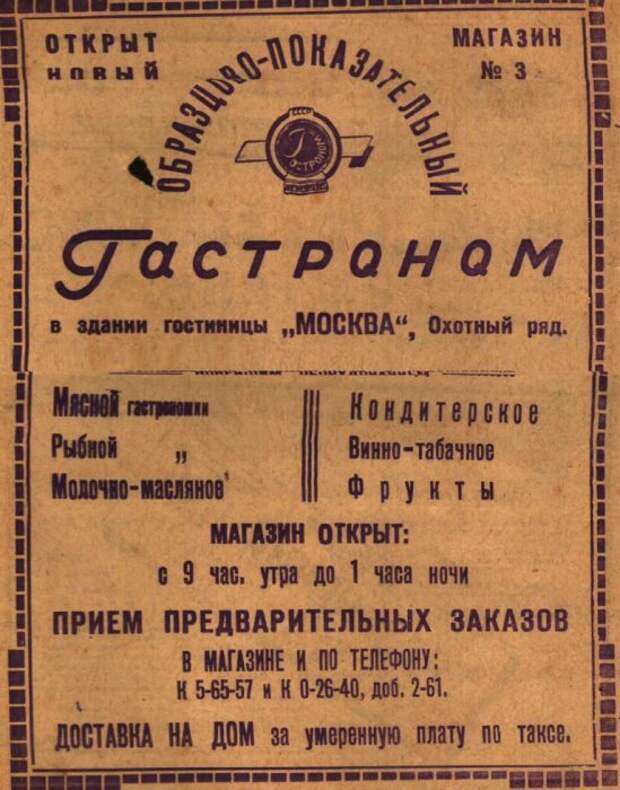 ОТКРЫТ
НОВЫЙ
МАГАЗИН
№ 3
ОБРАЗЦОВО-ПОКАЗАТЕЛЬНЫЙ
СССР
Гастроном
Гастроном
в здании гостиницы „МОСКВА“, Охотный ряд.
Мясной гастрономии
Рыбной „
Молочно-масляное
Кондитерское
Винно-табачное
Фрукты
МАГАЗИН ОТКРЫТ:
с 9 час. утра до 1 часа ночи
ПРИЕМ ПРЕДВАРИТЕЛЬНЫХ ЗАКАЗОВ
В МАГАЗИНЕ И ПО ТЕЛЕФОНУ:
К 5-65-57 и К 0-26-40, доб. 2-61.
ДОСТАВКА НА ДОМ за умеренную плату по таксе.